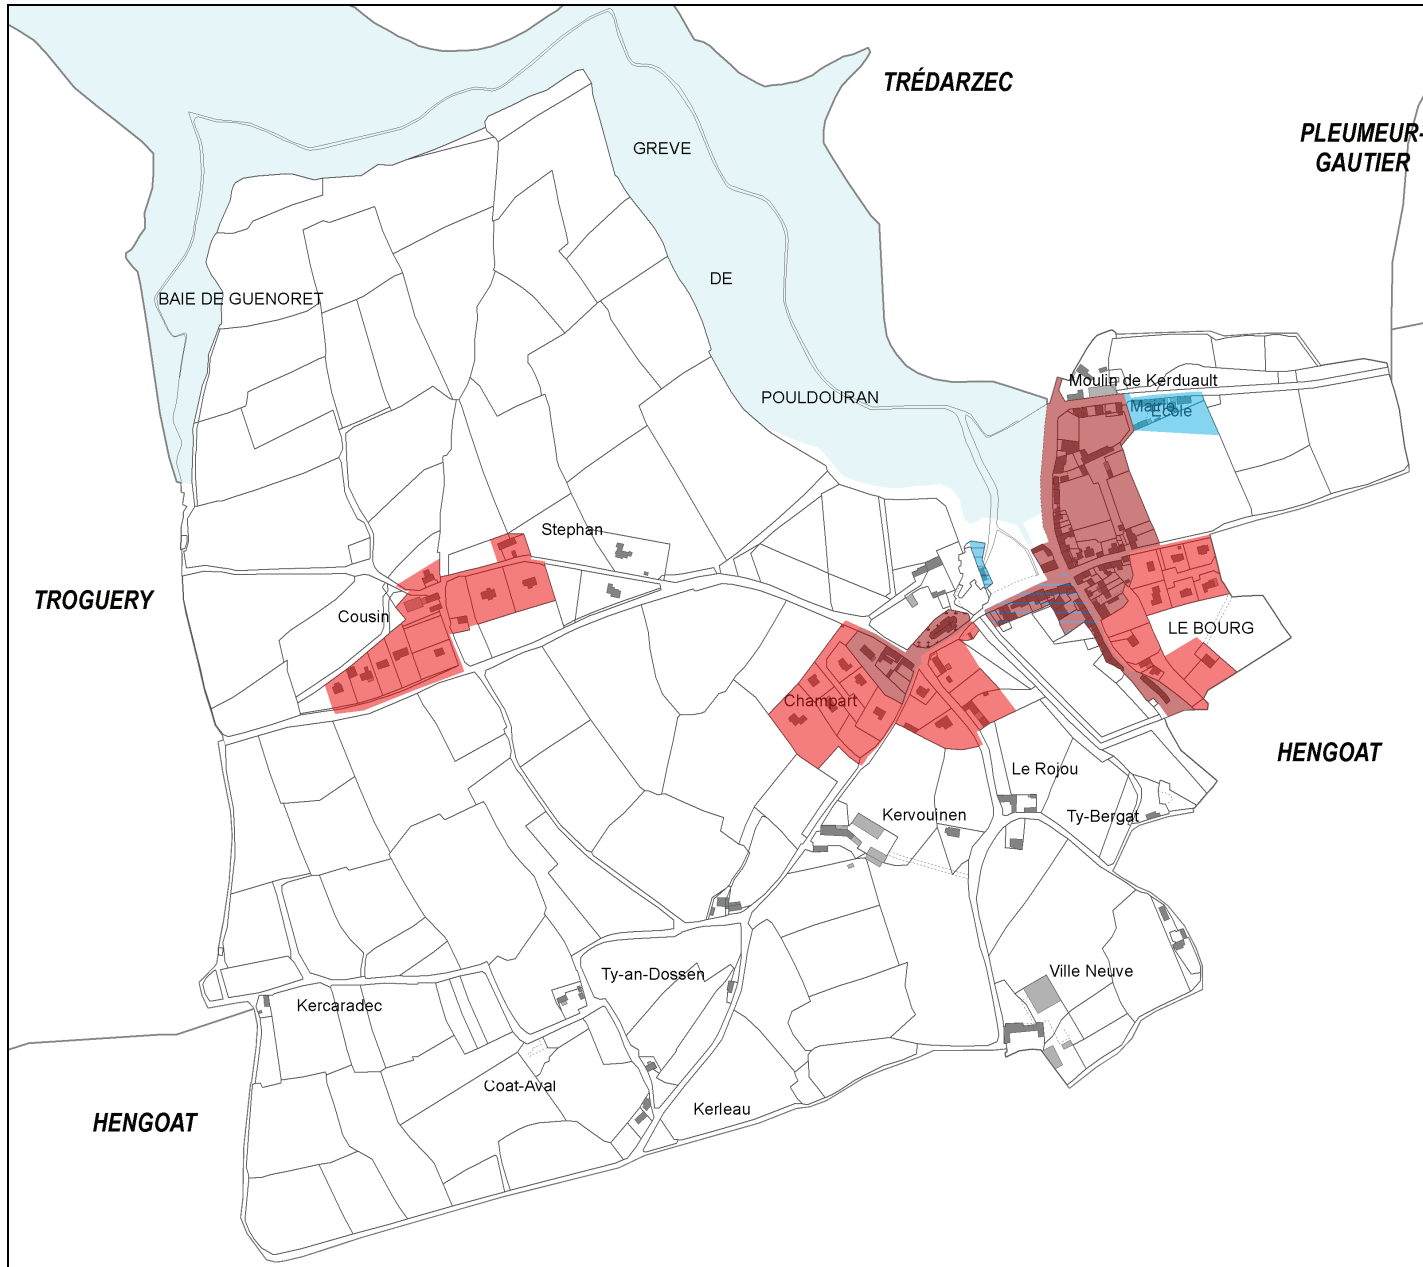 TRÉDARZEC
PLEUMEUR-
GAUTIER
GREVE
DE
BAIE DE GUENORET
Moulin de Kerduault
POULDOURAN
Mairie
Ecole
Stephan
TROGUERY
Cousin
LE BOURG
Champart
HENGOAT
Le Rojou
Kervouinen
Ty-Bergat
Ty-an-Dossen
Ville Neuve
Kercaradec
Coat-Aval
Kerleau
HENGOAT